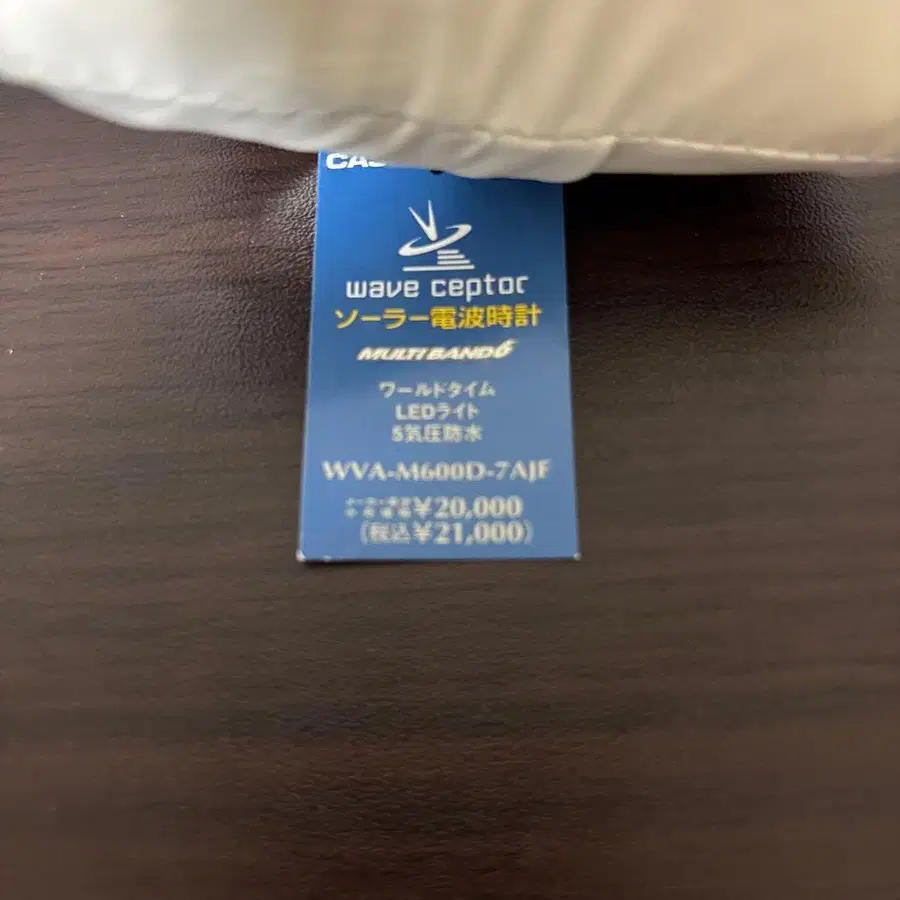 CAS
wave ceptor
ソーラー電波時計
MULTI BAND 6
ワールドタイム
LEDライト
5気圧防水
WVA-M600D-7AJF
¥20,000
(税込¥21,000)